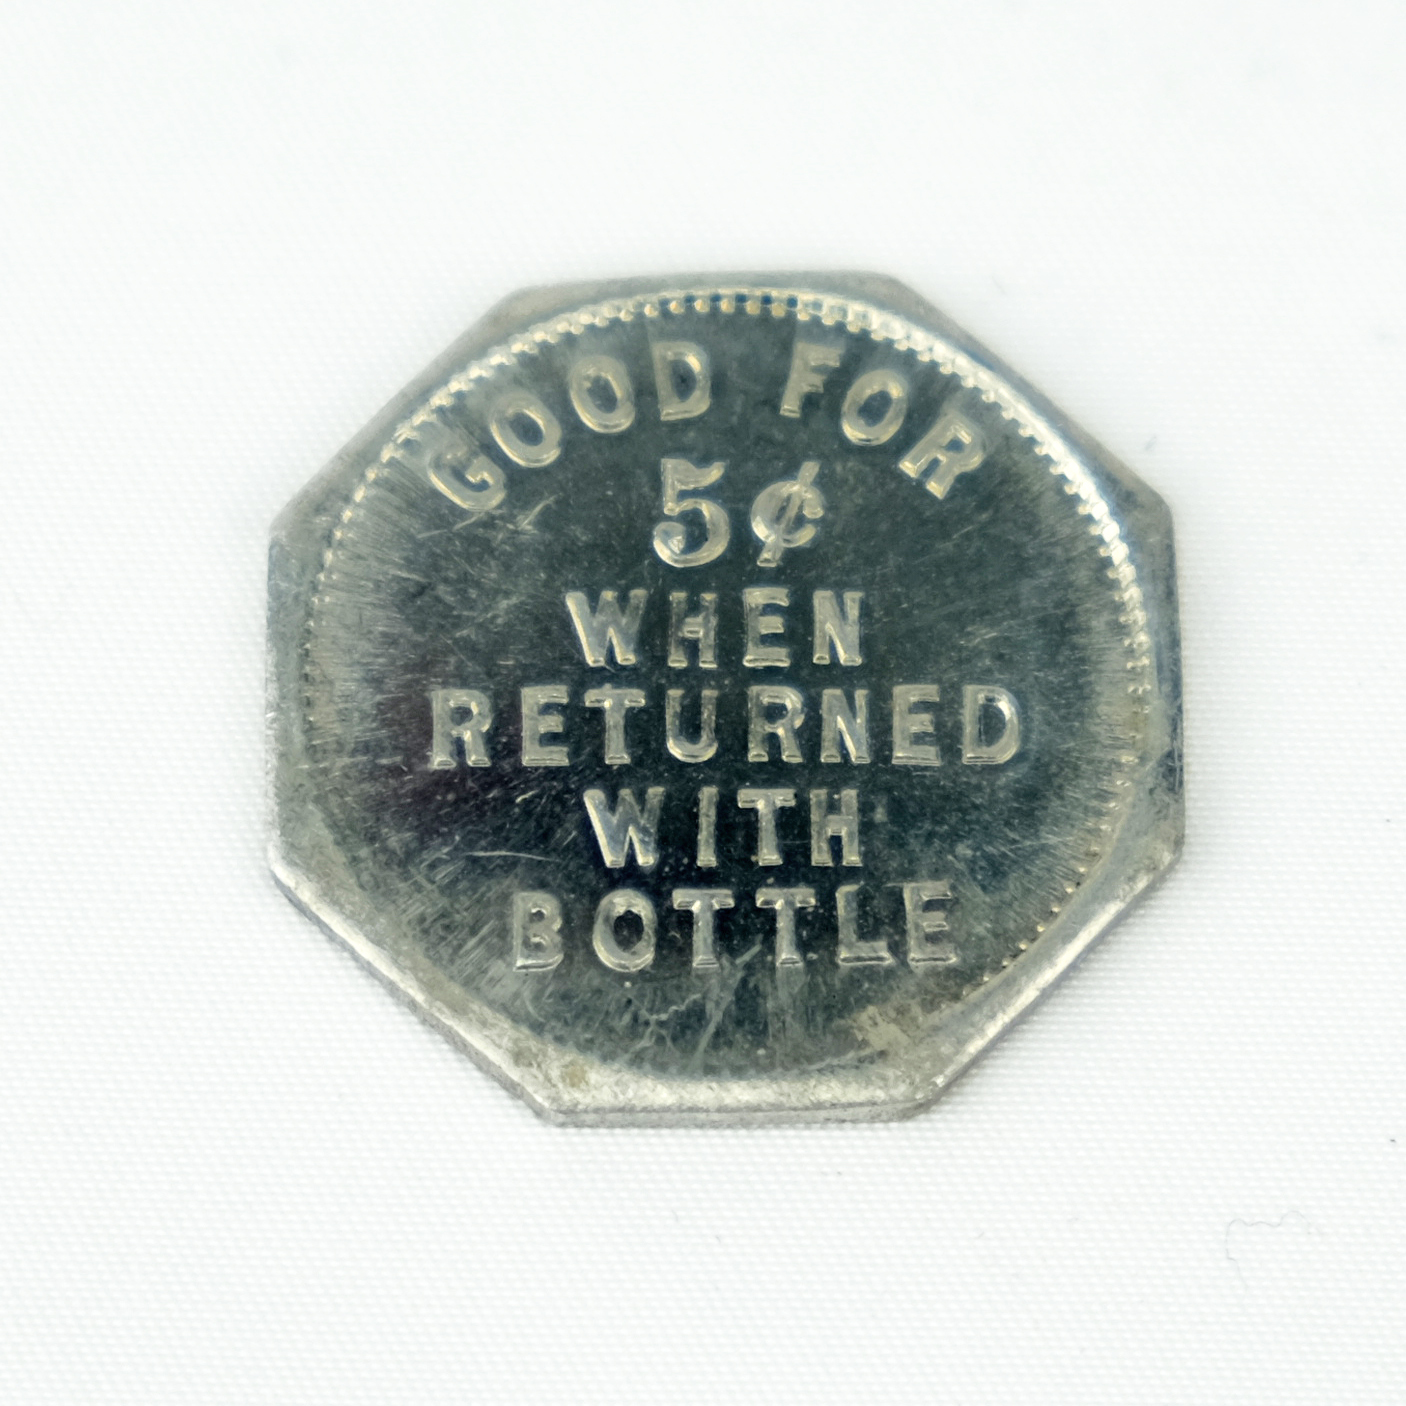 GOOD FOR
5¢
WHEN
RETURNED
WITH
BOTTLE